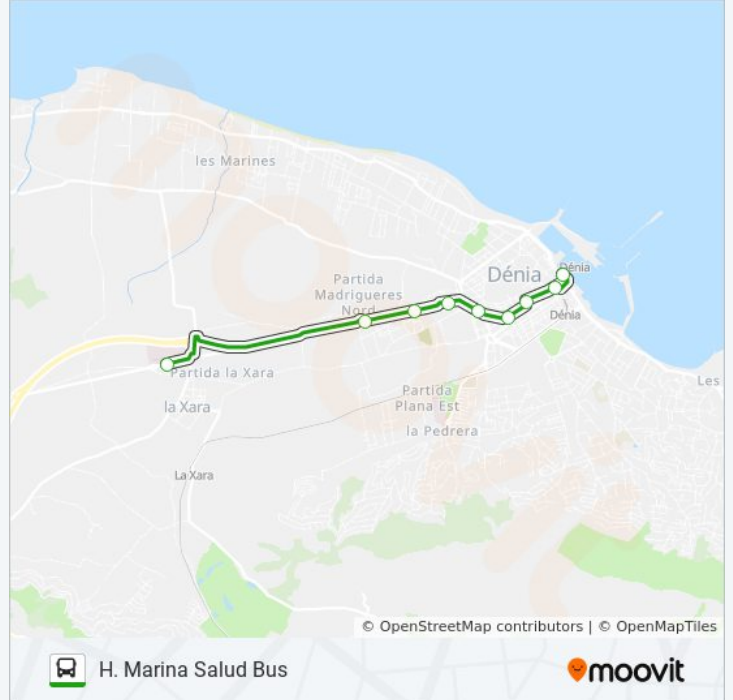 les Marines
Partida
Madrigueres
Nord
Dénia
Dénia
Dénia
Partida la Xara
la Xara
Partida
Plana Est
la Pedrera
Les
La Xara
© OpenStreetMap contributors | © OpenMapTiles
H. Marina Salud Bus
moovit